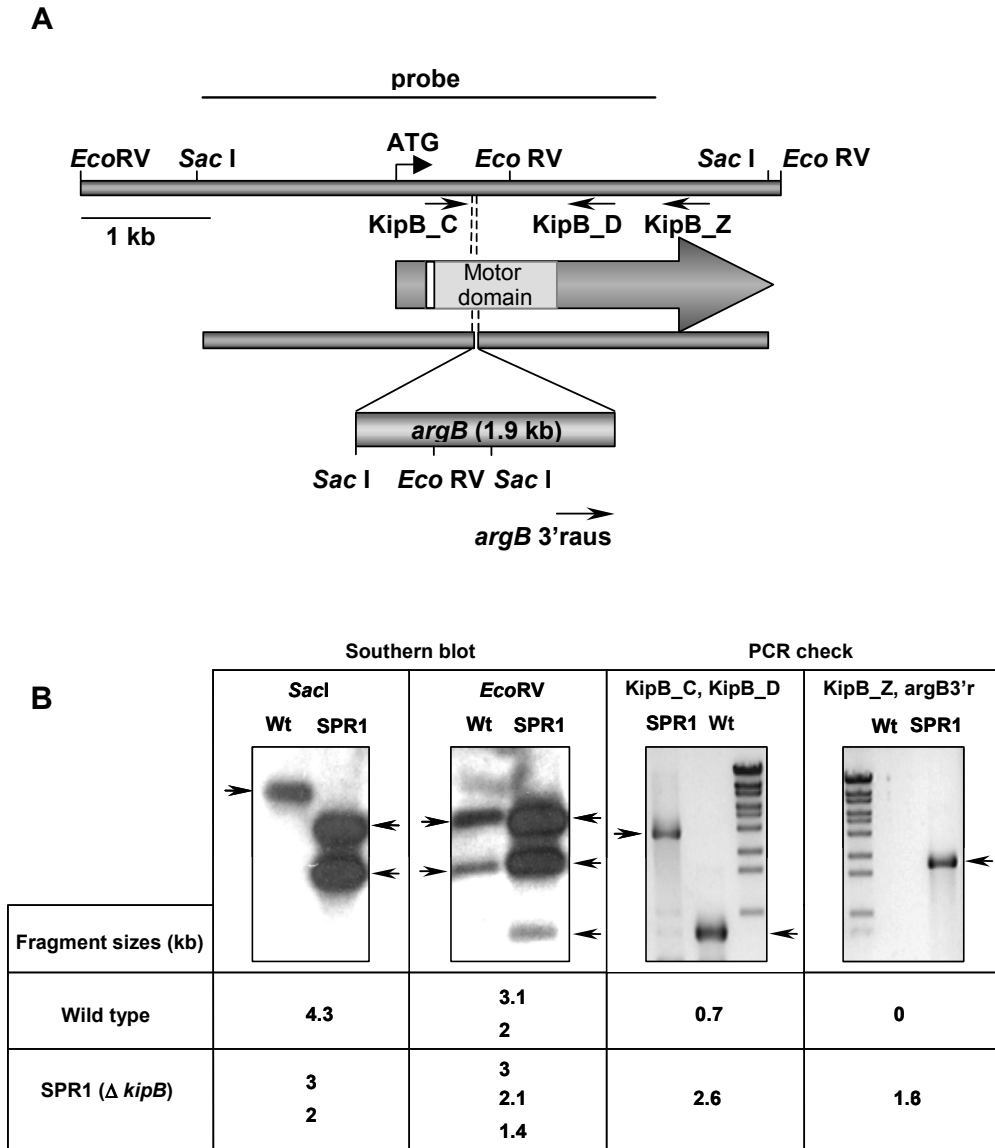 A
probe
ATG
EcoRV Sac I Eco RV Sac I Eco RV
KipB_C KipB_D KipB_Z
1 kb
Motor
domain
argB (1.9 kb)
Sac I Eco RV Sac I
argB 3'raus
Southern blot PCR check
B
SacI EcoRV KipB_C, KipB_D KipB_Z, argB3'r
Wt SPR1 Wt SPR1 SPR1 Wt Wt SPR1
Fragment sizes (kb)
Wild type 4.3 3.1 2 0.7 0
SPR1 (Δ kipB) 3 2 3 2.1 1.4 2.6 1.6